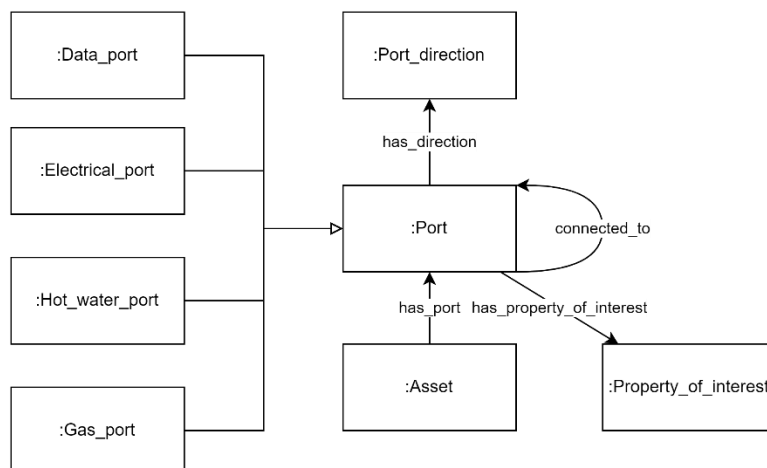 :Data_port
:Port_direction
has_direction
:Electrical_port
:Port
connected_to
:Hot_water_port
has_port
has_property_of_interest
:Asset
:Property_of_interest
:Gas_port